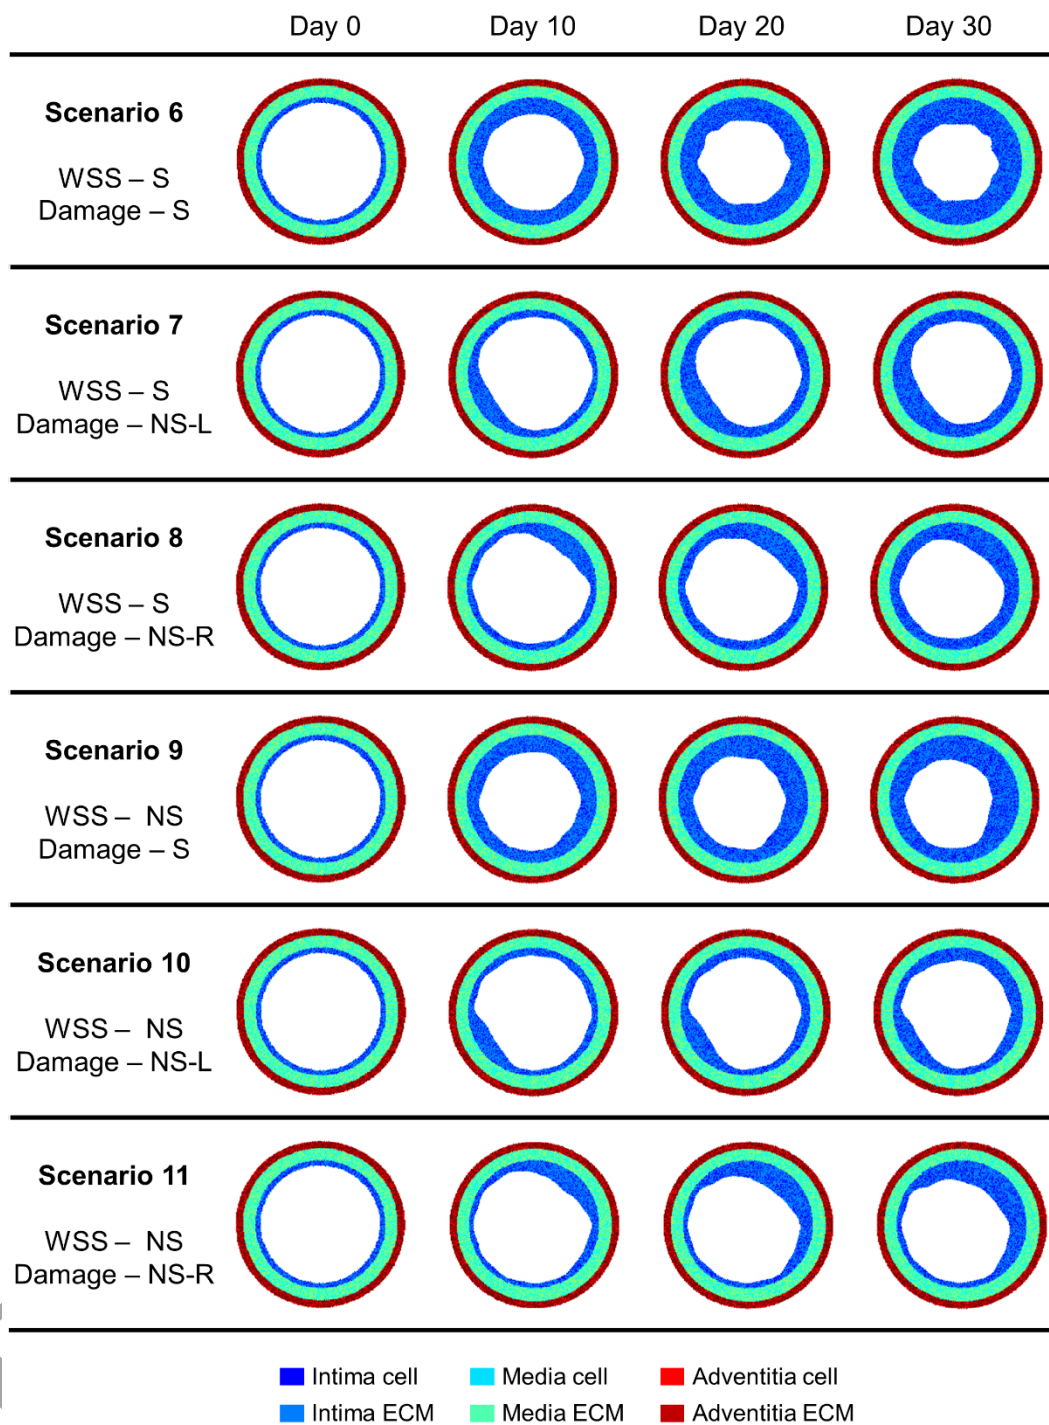 Day 0 Day 10 Day 20 Day 30
Scenario 6
WSS – S
Damage – S
Scenario 7
WSS – S
Damage – NS-L
Scenario 8
WSS – S
Damage – NS-R
Scenario 9
WSS – NS
Damage – S
Scenario 10
WSS – NS
Damage – NS-L
Scenario 11
WSS – NS
Damage – NS-R
Intima cell Media cell Adventitia cell
Intima ECM Media ECM Adventitia ECM